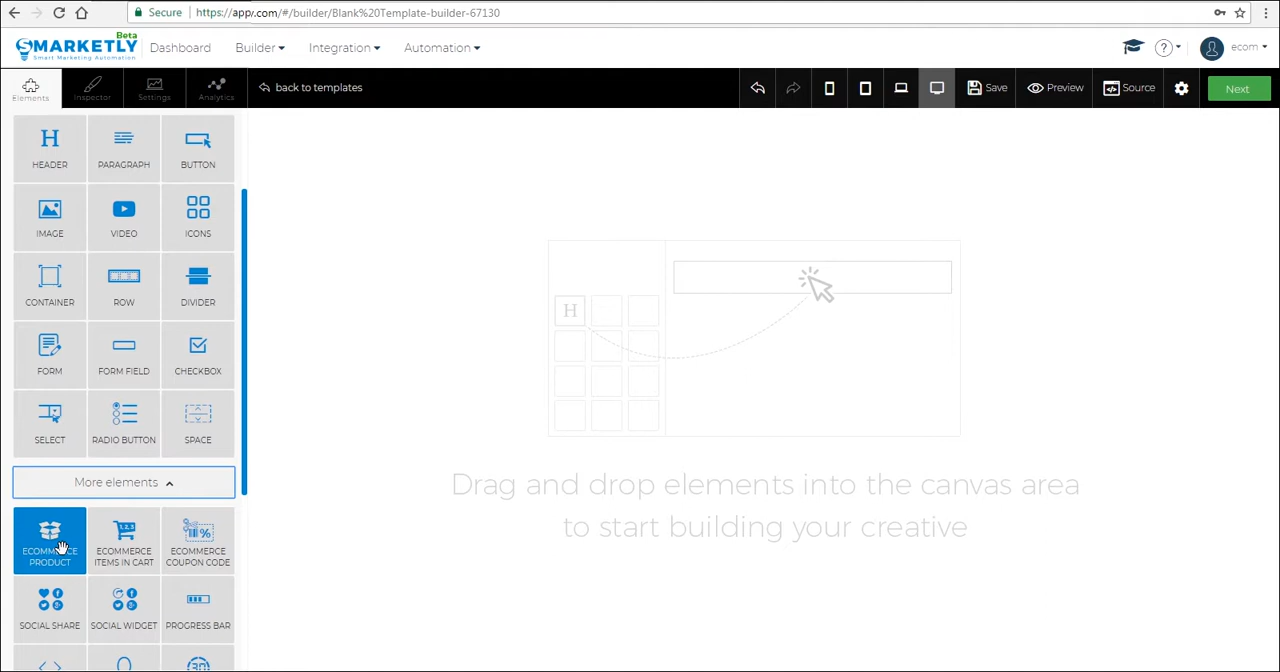 Secure https://app/.com/#/builder/Blank%20Template-builder-67130
SMARKETLY Beta
Smart Marketing Automation
Dashboard Builder Integration Automation ? ecom
Elements Inspector Settings Analytics back to templates Save Preview Source Next
H
HEADER PARAGRAPH BUTTON
IMAGE VIDEO ICONS
CONTAINER ROW DIVIDER
H
FORM FORM FIELD CHECKBOX
SELECT RADIO BUTTON SPACE
More elements
Drag and drop elements into the canvas area
to start building your creative
1,2,3 %
ECOMMERCE PRODUCT ECOMMERCE ITEMS IN CART ECOMMERCE COUPON CODE
SOCIAL SHARE SOCIAL WIDGET PROGRESS BAR